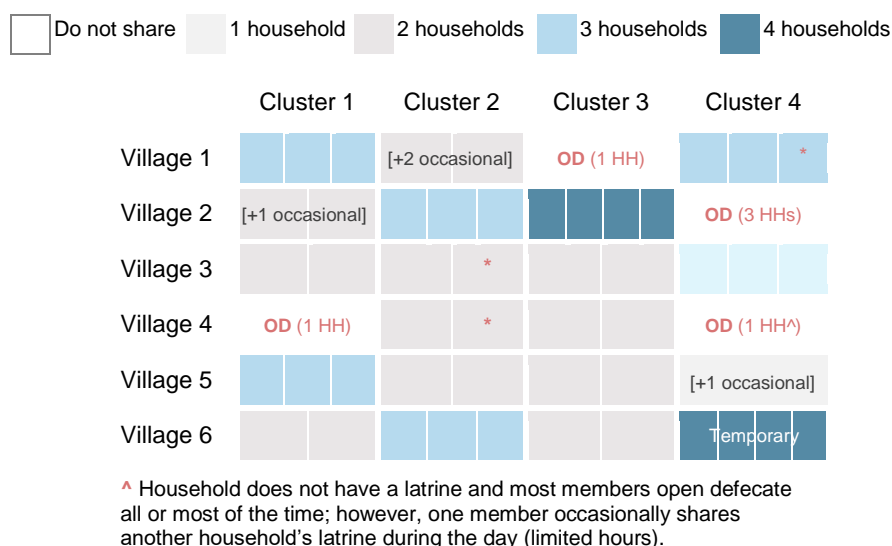 Do not share 1 household 2 households 3 households 4 households
Cluster 1 Cluster 2 Cluster 3 Cluster 4
Village 1 [+2 occasional] OD (1 HH) *
Village 2 [+1 occasional] OD (3 HHs)
Village 3 *
Village 4 OD (1 HH) * OD (1 HH^)
Village 5 [+1 occasional]
Village 6 Temporary
^ Household does not have a latrine and most members open defecate
all or most of the time; however, one member occasionally shares
another household's latrine during the day (limited hours).